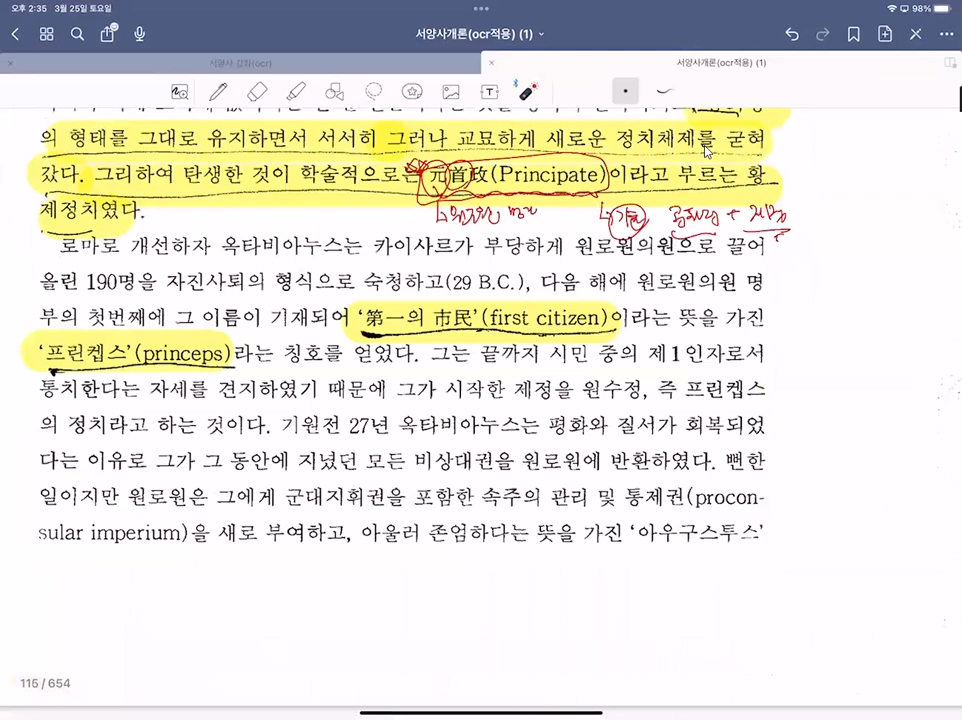 오후 2:35 3월 25일 토요일
98%
서양사개론(ocr적용) (1)
서양사 강좌(ocr)
서양사개론(ocr적용) (1)
의 형태를 그대로 유지하면서 서서히 그러나 교묘하게 새로운 정치체제를 굳혀
갔다. 그리하여 탄생한 것이 학술적으로는 元首政(Principate)이라고 부르는 황
제정치였다.
로마로 개선하자 옥타비아누스는 카이사르가 부당하게 원로원의원으로 끌어
올린 190명을 자진사퇴의 형식으로 숙청하고(29 B.C.), 다음 해에 원로원의원 명
부의 첫번째에 그 이름이 기재되어 ‘第一의 市民’(first citizen)이라는 뜻을 가진
‘프린켑스’(princeps)라는 칭호를 얻었다. 그는 끝까지 시민 중의 제1인자로서
통치한다는 자세를 견지하였기 때문에 그가 시작한 제정을 원수정, 즉 프린켑스
의 정치라고 하는 것이다. 기원전 27년 옥타비아누스는 평화와 질서가 회복되었
다는 이유로 그가 그 동안에 지녔던 모든 비상대권을 원로원에 반환하였다. 뻔한
일이지만 원로원은 그에게 군대지휘권을 포함한 속주의 관리 및 통제권(procon-
sular imperium)을 새로 부여하고, 아울러 존엄하다는 뜻을 가진 ‘아우구스투스’
115 / 654